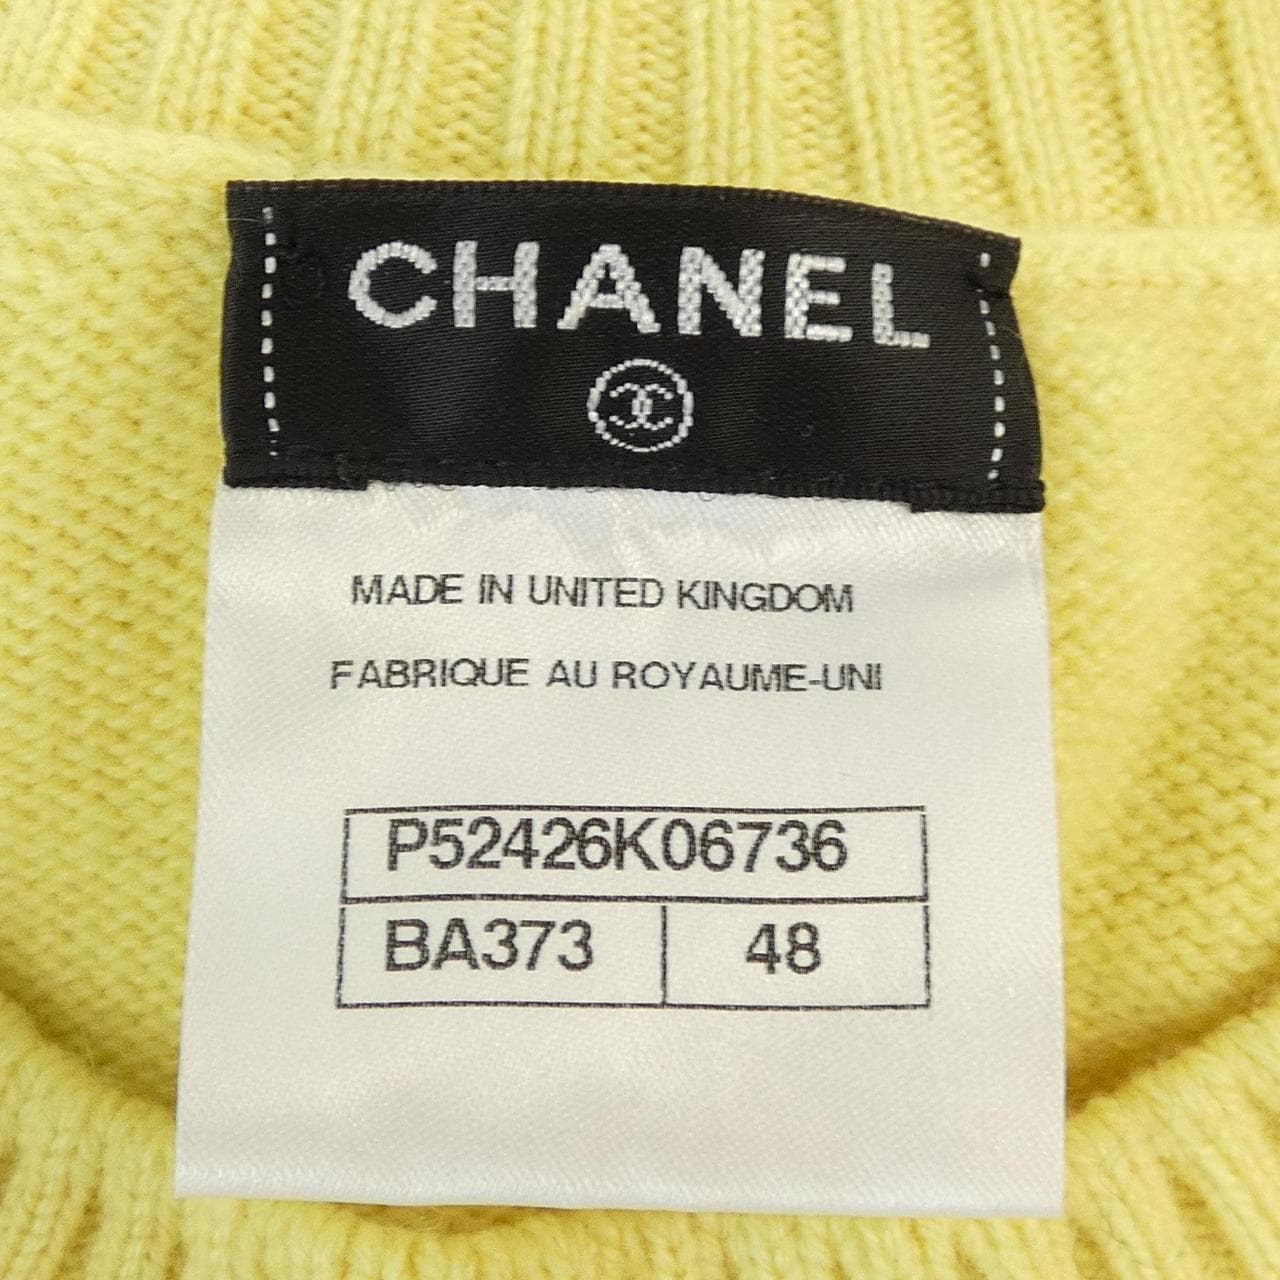 CHANEL
MADE IN UNITED KINGDOM
FABRIQUE AU ROYAUME-UNI
P52426K06736
BA373 48